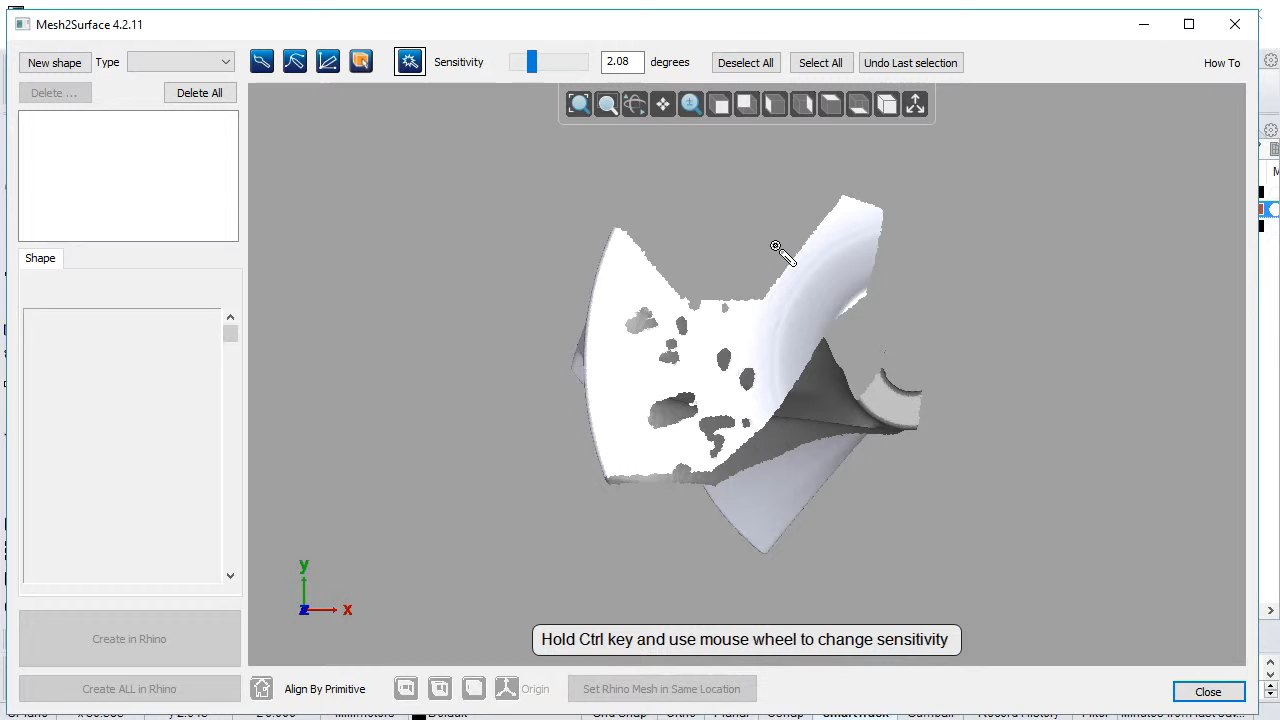 Mesh2Surface 4.2.11
New shape Type Sensitivity 2.08 degrees Deselect All Select All Undo Last selection How To
Delete ... Delete All
Shape
y
z x
Hold Ctrl key and use mouse wheel to change sensitivity
Create in Rhino
Create ALL in Rhino Align By Primitive Origin Set Rhino Mesh in Same Location Close